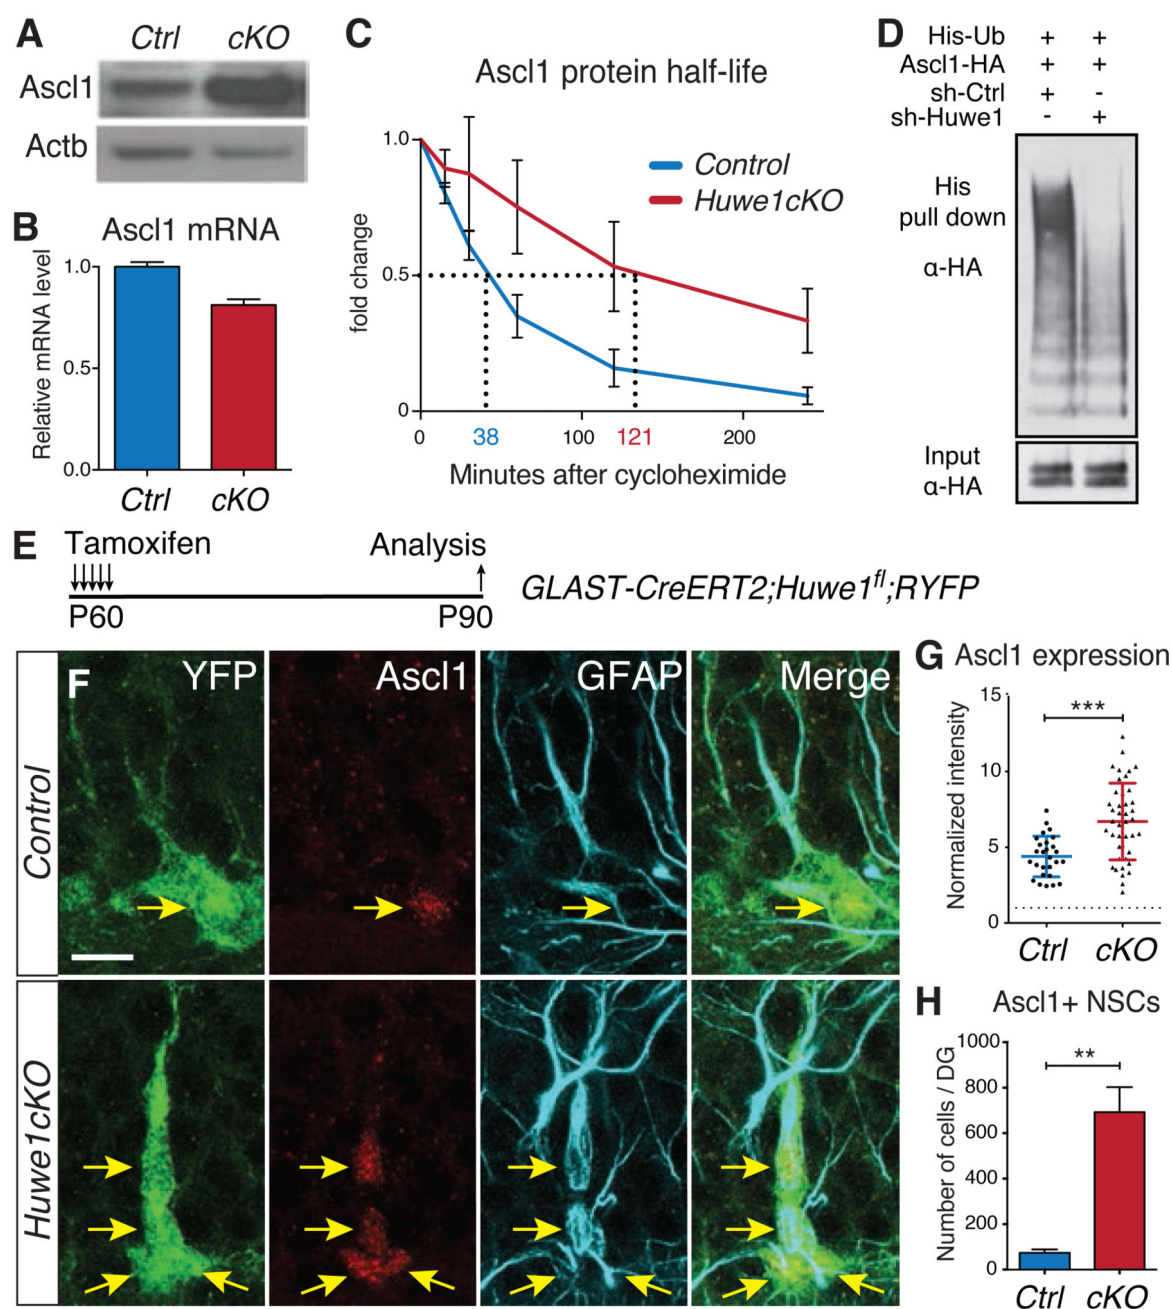 A
Ctrl cKO
Ascl1
Actb
B
Ascl1 mRNA
Relative mRNA level
1.0
0.5
0.0
Ctrl cKO
C
Ascl1 protein half-life
fold change
1.0
0.5
0
Control
Huwe1cKO
0 38 100 121 200
Minutes after cycloheximide
D
His-Ub + +
Ascl1-HA + +
sh-Ctrl + -
sh-Huwe1 - +
His
pull down
α-HA
Input
α-HA
E
Tamoxifen Analysis
P60 P90
GLAST-CreERT2;Huwe1fl;RYFP
F
YFP Ascl1 GFAP Merge
Control
Huwe1cKO
G Ascl1 expression
Normalized intensity
15
10
5
0
***
Ctrl cKO
H Ascl1+ NSCs
Number of cells / DG
1000
800
600
400
200
0
**
Ctrl cKO